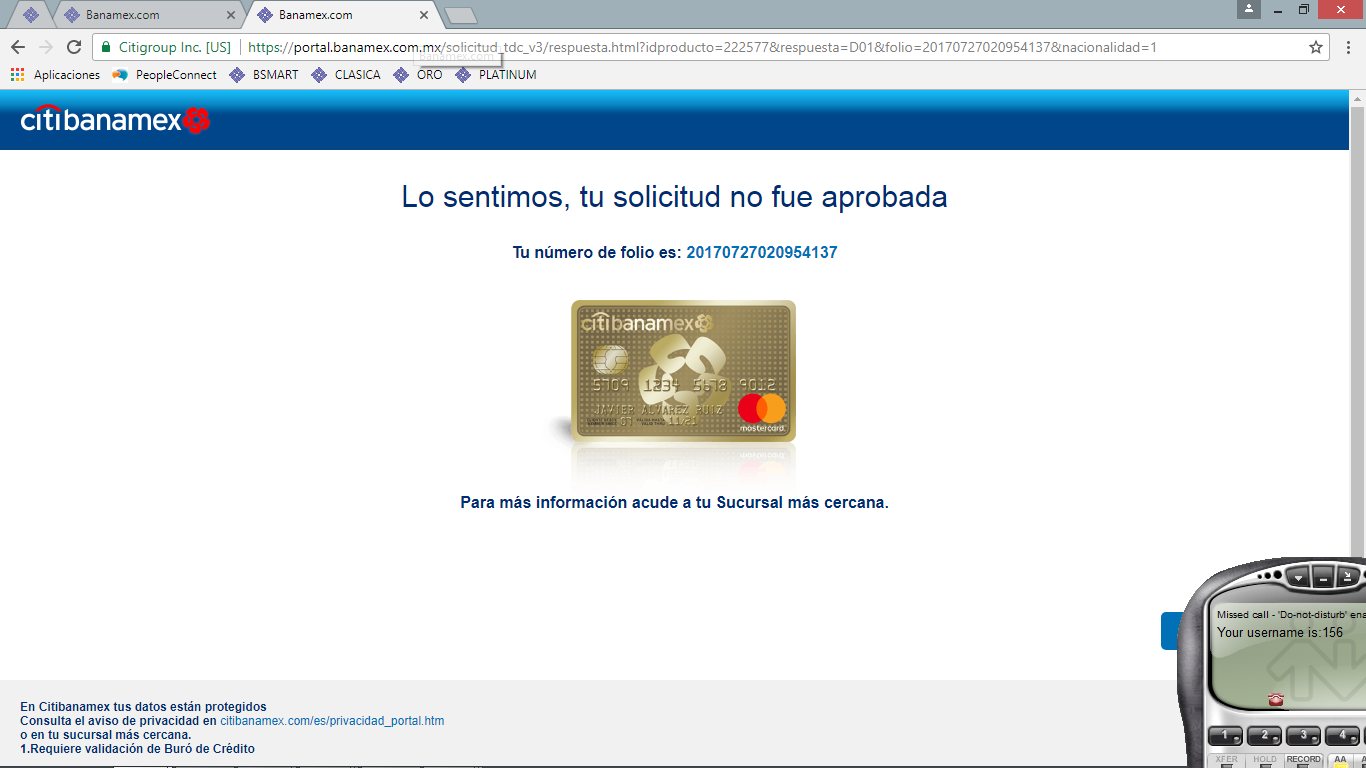 Banamex.com
Banamex.com
Citigroup Inc. [US]
https://portal.banamex.com.mx/solicitud_tdc_v3/respuesta.html?idproducto=222577&respuesta=D01&folio=20170727020954137&nacionalidad=1
banamex.com
Aplicaciones
PeopleConnect
BSMART
CLASICA
ORO
PLATINUM
citibanamex
Lo sentimos, tu solicitud no fue aprobada
Tu número de folio es: 20170727020954137
citibanamex
5709 1234 5678 9012
JAVIER ALVAREZ RUIZ
07 11/21
mastercard
Para más información acude a tu Sucursal más cercana.
Missed call - 'Do-not-disturb' ena
Your username is:156
1 2 3 4
XFER HOLD RECORD AA A
En Citibanamex tus datos están protegidos
Consulta el aviso de privacidad en citibanamex.com/es/privacidad_portal.htm
o en tu sucursal más cercana.
1.Requiere validación de Buró de Crédito